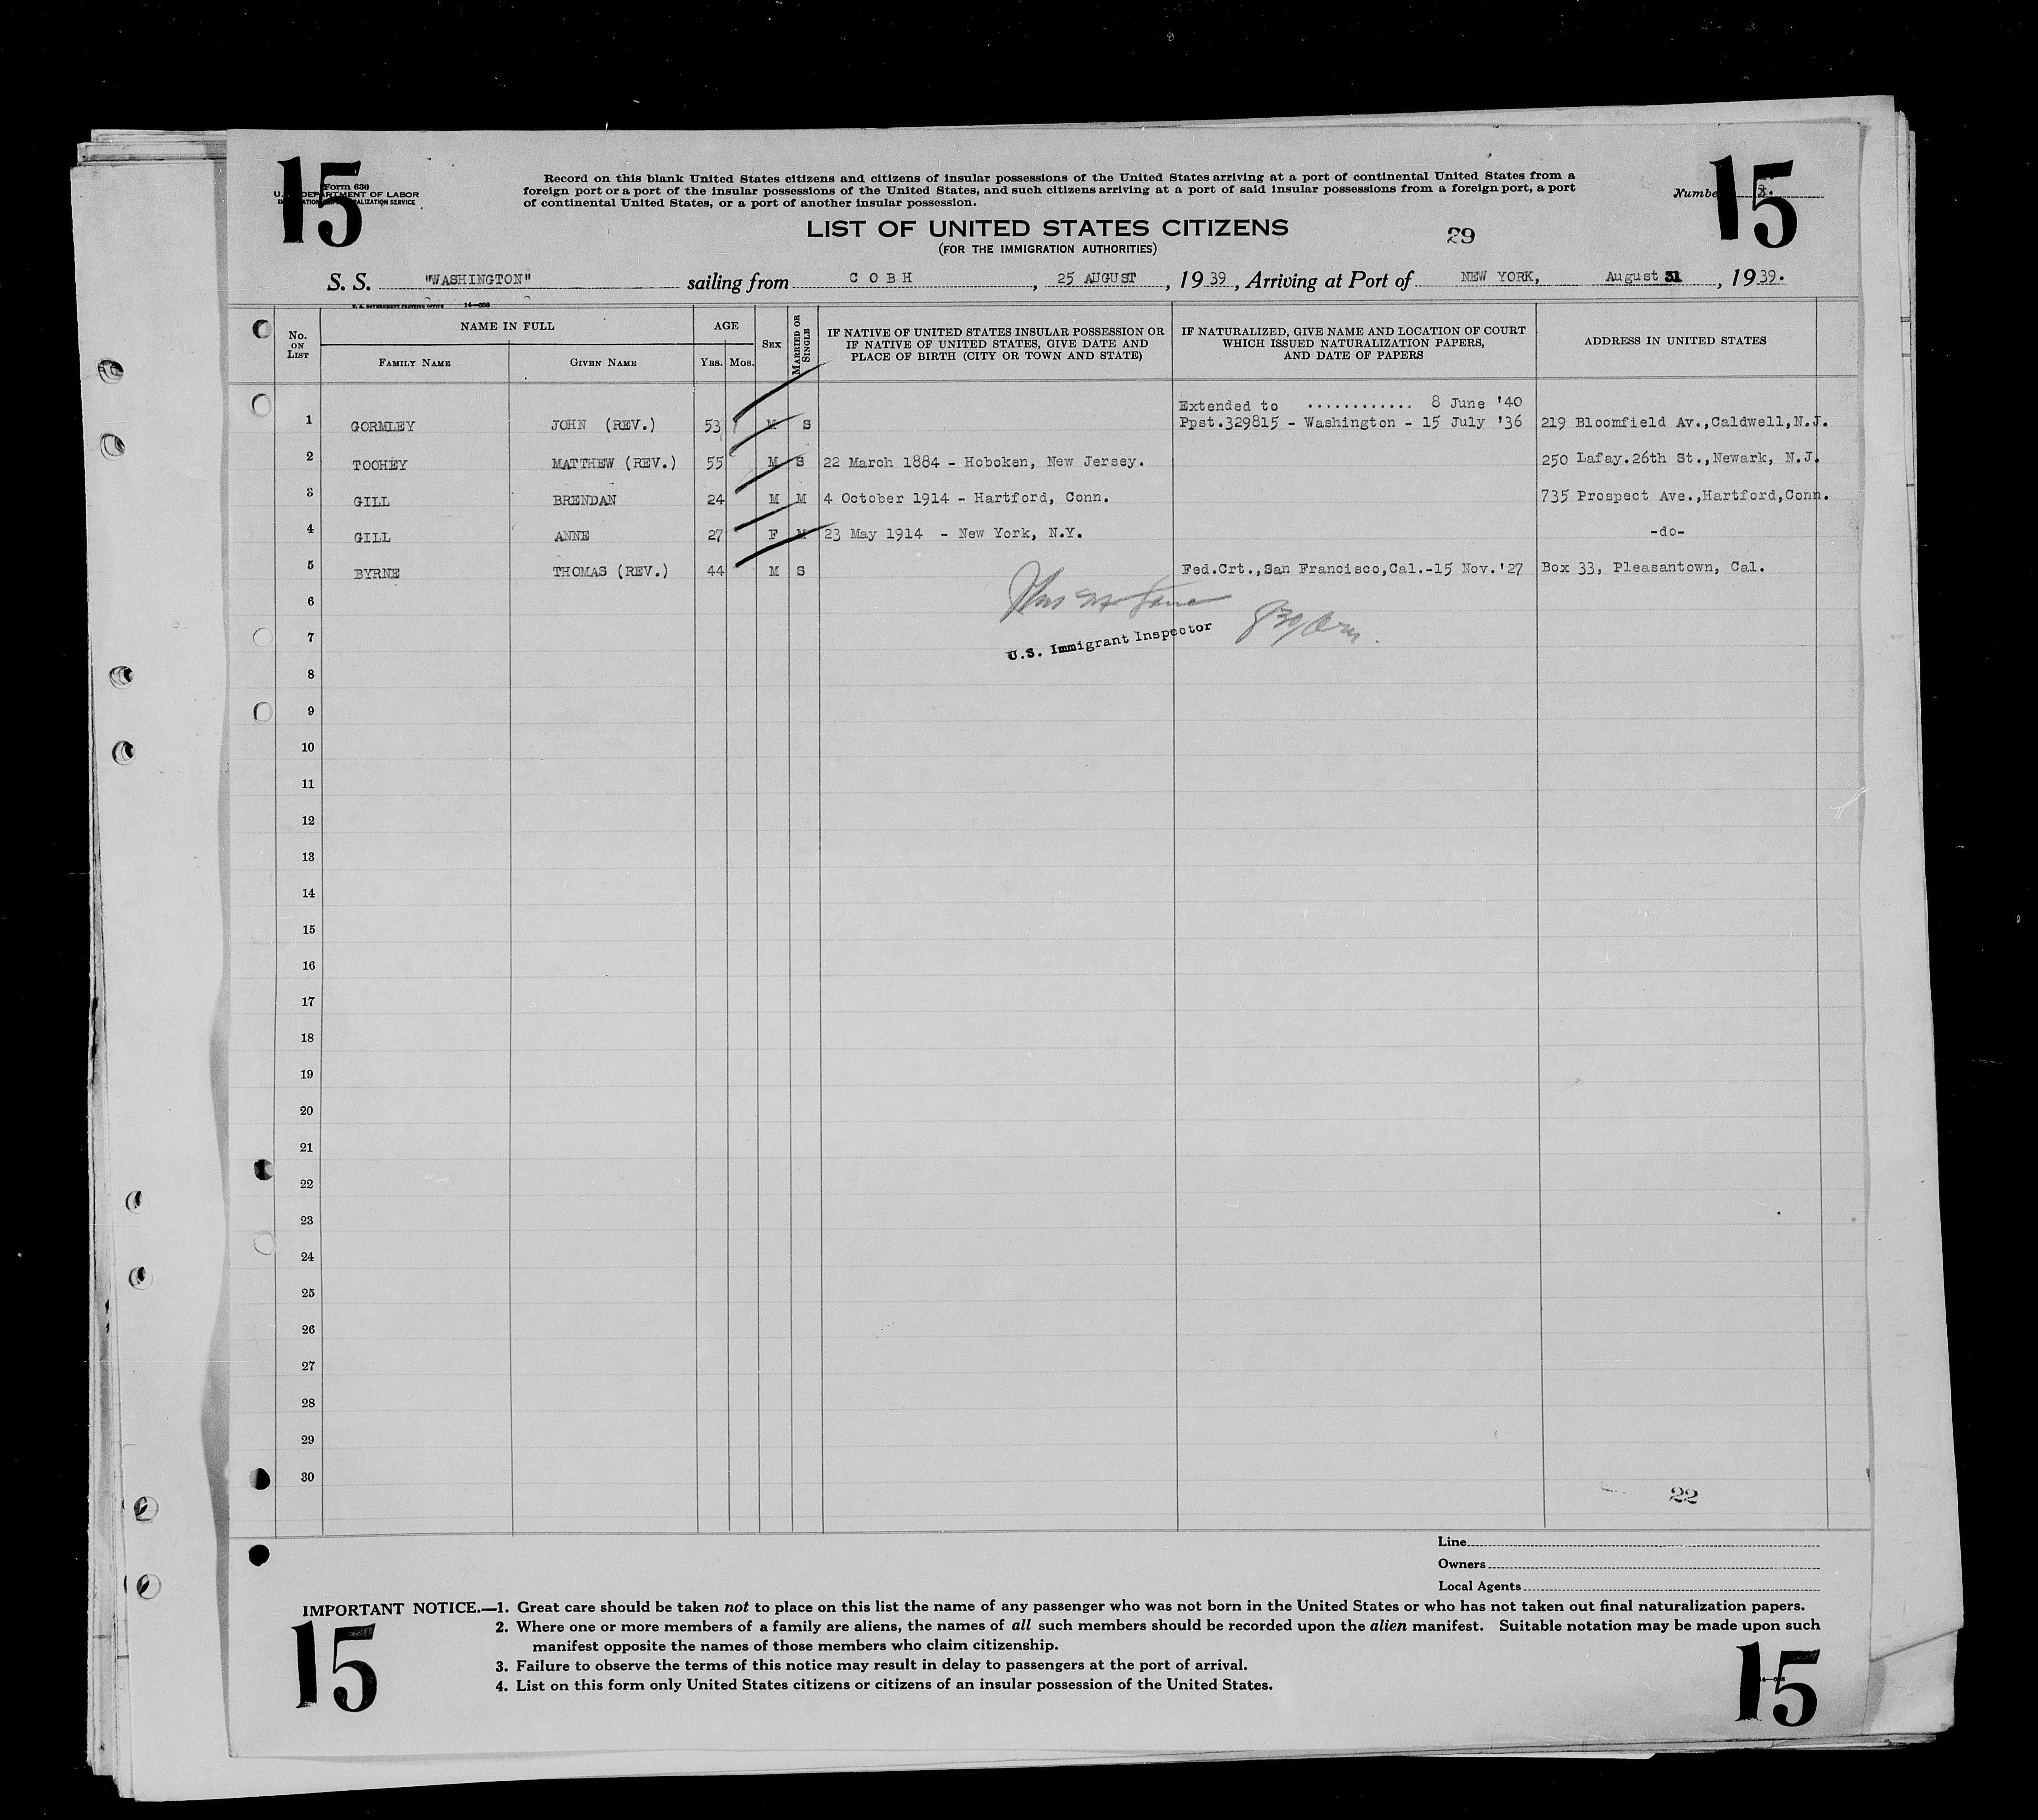 15
15
Form 630
U. S. DEPARTMENT OF LABOR
Record on this blank United States citizens and citizens of insular possessions of the United States arriving at a port of continental United States from a
foreign port or a port of the insular possessions of the United States, and such citizens arriving at a port of said insular possessions from a foreign port, a port
of continental United States, or a port of another insular possession.
Number
LIST OF UNITED STATES CITIZENS
(FOR THE IMMIGRATION AUTHORITIES)
29
S. S. "WASHINGTON" sailing from COBH, 25 AUGUST, 1939, Arriving at Port of NEW YORK, August 31, 1939.
U. S. GOVERNMENT PRINTING OFFICE
No. ON LIST
NAME IN FULL
FAMILY NAME
GIVEN NAME
AGE
YRS.
MOS.
SEX
MARRIED OR SINGLE
IF NATIVE OF UNITED STATES INSULAR POSSESSION OR
IF NATIVE OF UNITED STATES, GIVE DATE AND
PLACE OF BIRTH (CITY OR TOWN AND STATE)
IF NATURALIZED, GIVE NAME AND LOCATION OF COURT
WHICH ISSUED NATURALIZATION PAPERS,
AND DATE OF PAPERS
ADDRESS IN UNITED STATES
Extended to ............ 8 June '40
1 GORMLEY JOHN (REV.) 53 M S Ppst.329815 - Washington - 15 July '36 219 Bloomfield Av.,Caldwell,N.J.
2 TOOHEY MATTHEW (REV.) 55 M S 22 March 1884 - Hoboken, New Jersey. 250 Lafay.26th St.,Newark, N.J.
3 GILL BRENDAN 24 M M 4 October 1914 - Hartford, Conn. 735 Prospect Ave.,Hartford,Conn.
4 GILL ANNE 27 F M 23 May 1914 - New York, N.Y. -do-
5 BYRNE THOMAS (REV.) 44 M S Fed.Crt.,San Francisco,Cal.-15 Nov.'27 Box 33, Pleasantown, Cal.
6
7
U.S. Immigrant Inspector
8
9
10
11
12
13
14
15
16
17
18
19
20
21
22
23
24
25
26
27
28
29
30
22
Line
Owners
Local Agents
IMPORTANT NOTICE.—1. Great care should be taken not to place on this list the name of any passenger who was not born in the United States or who has not taken out final naturalization papers.
2. Where one or more members of a family are aliens, the names of all such members should be recorded upon the alien manifest. Suitable notation may be made upon such
manifest opposite the names of those members who claim citizenship.
3. Failure to observe the terms of this notice may result in delay to passengers at the port of arrival.
4. List on this form only United States citizens or citizens of an insular possession of the United States.
15
15